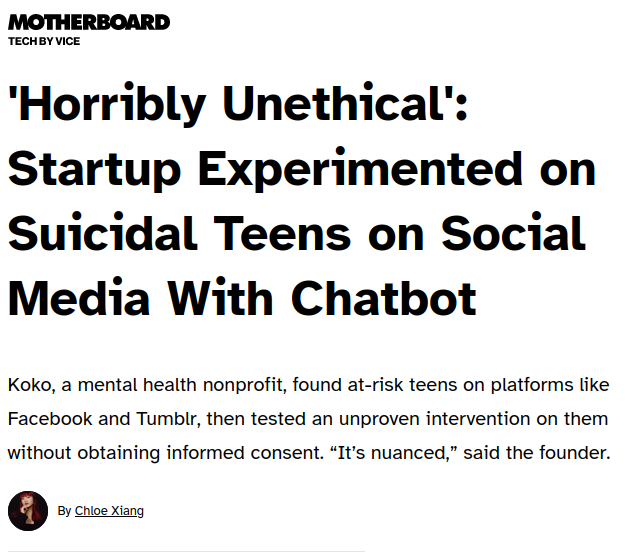 MOTHERBOARD
TECH BY VICE
'Horribly Unethical':
Startup Experimented on
Suicidal Teens on Social
Media With Chatbot
Koko, a mental health nonprofit, found at-risk teens on platforms like
Facebook and Tumblr, then tested an unproven intervention on them
without obtaining informed consent. “It’s nuanced,” said the founder.
By Chloe Xiang